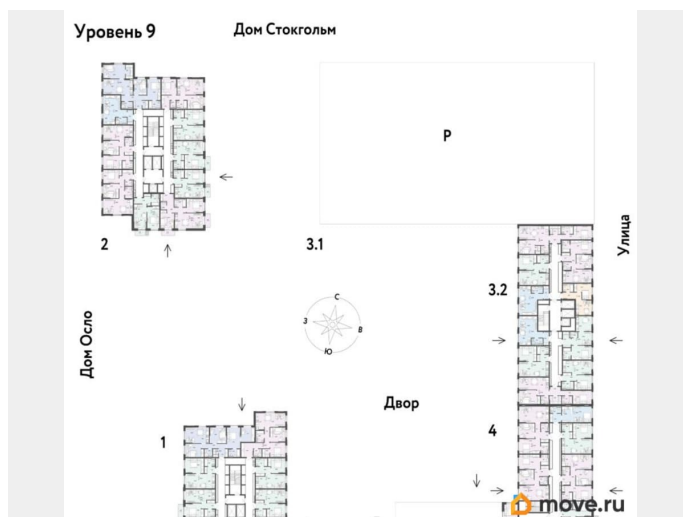 Уровень 9
Дом Стокгольм
P
Улица
2
3.1
3.2
С
З
В
Ю
Дом Осло
Двор
1
4
move.ru